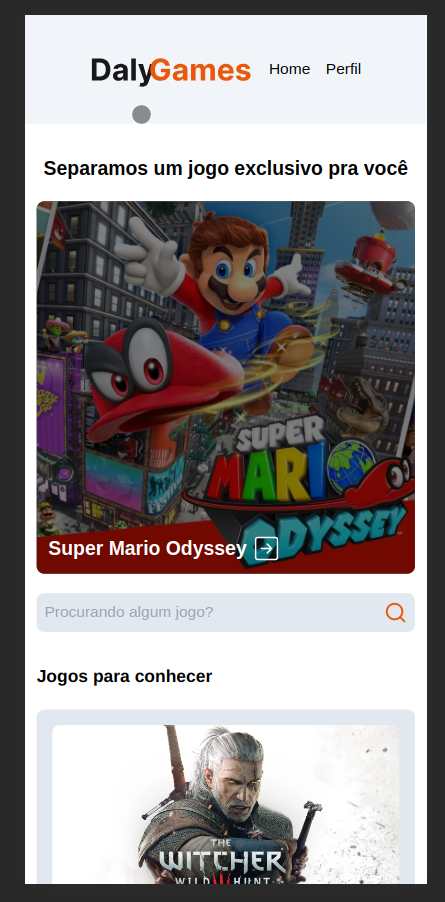 DalyGames Home Perfil
Separamos um jogo exclusivo pra você
SUPER
MARIO
ODYSSEY
Super Mario Odyssey
Procurando algum jogo?
Jogos para conhecer
THE
WITCHER
WILD HUNT